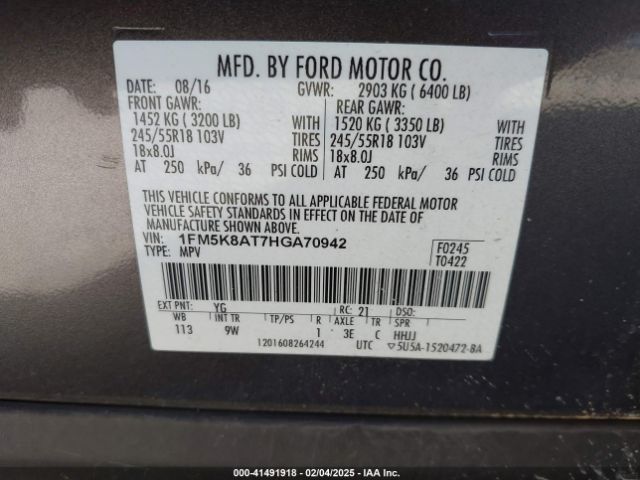 MFD. BY FORD MOTOR CO.
DATE: 08/16 GVWR: 2903 KG ( 6400 LB)
FRONT GAWR: REAR GAWR:
1452 KG ( 3200 LB) WITH 1520 KG ( 3350 LB) WITH
245/55R18 103V TIRES 245/55R18 103V TIRES
18x8.0J RIMS 18x8.0J RIMS
AT 250 kPa/ 36 PSI COLD AT 250 kPa/ 36 PSI COLD
THIS VEHICLE CONFORMS TO ALL APPLICABLE FEDERAL MOTOR
VEHICLE SAFETY STANDARDS IN EFFECT ON THE DATE OF
MANUFACTURE SHOWN ABOVE.
VIN: 1FM5K8AT7HGA70942 F0245
TYPE: MPV T0422
EXT PNT: YG RC: 21 DSO:
WB INT TR TP/PS R AXLE TR SPR
113 9W 1 3E C HHJJ
1201608264244 UTC ▽5U5A-1520472-BA
© COPART
00 - 41491918 - 02/04/2025 - IAA Inc.